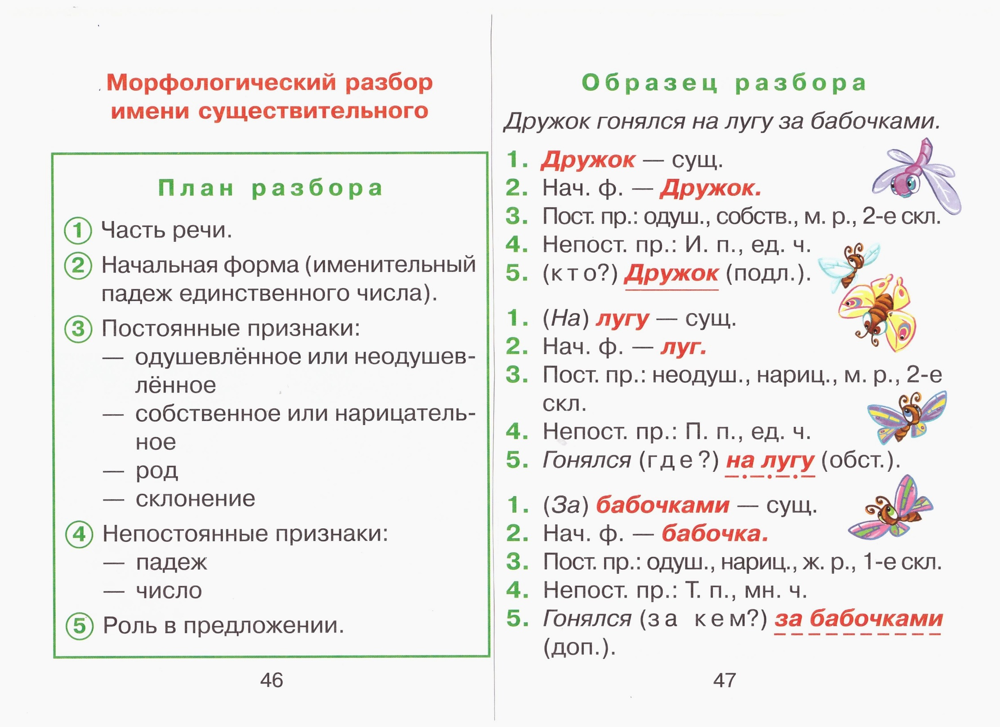 Морфологический разбор
имени существительного
План разбора
1 Часть речи.
2 Начальная форма (именительный
падеж единственного числа).
3 Постоянные признаки:
— одушевлённое или неодушев-
лённое
— собственное или нарицатель-
ное
— род
— склонение
4 Непостоянные признаки:
— падеж
— число
5 Роль в предложении.
46
Образец разбора
Дружок гонялся на лугу за бабочками.
1. Дружок — сущ.
2. Нач. ф. — Дружок.
3. Пост. пр.: одуш., собств., м. р., 2-е скл.
4. Непост. пр.: И. п., ед. ч.
5. (кто?) Дружок (подл.).
1. (На) лугу — сущ.
2. Нач. ф. — луг.
3. Пост. пр.: неодуш., нариц., м. р., 2-е
скл.
4. Непост. пр.: П. п., ед. ч.
5. Гонялся (где?) на лугу (обст.).
1. (За) бабочками — сущ.
2. Нач. ф. — бабочка.
3. Пост. пр.: одуш., нариц., ж. р., 1-е скл.
4. Непост. пр.: Т. п., мн. ч.
5. Гонялся (за кем?) за бабочками
(доп.).
47